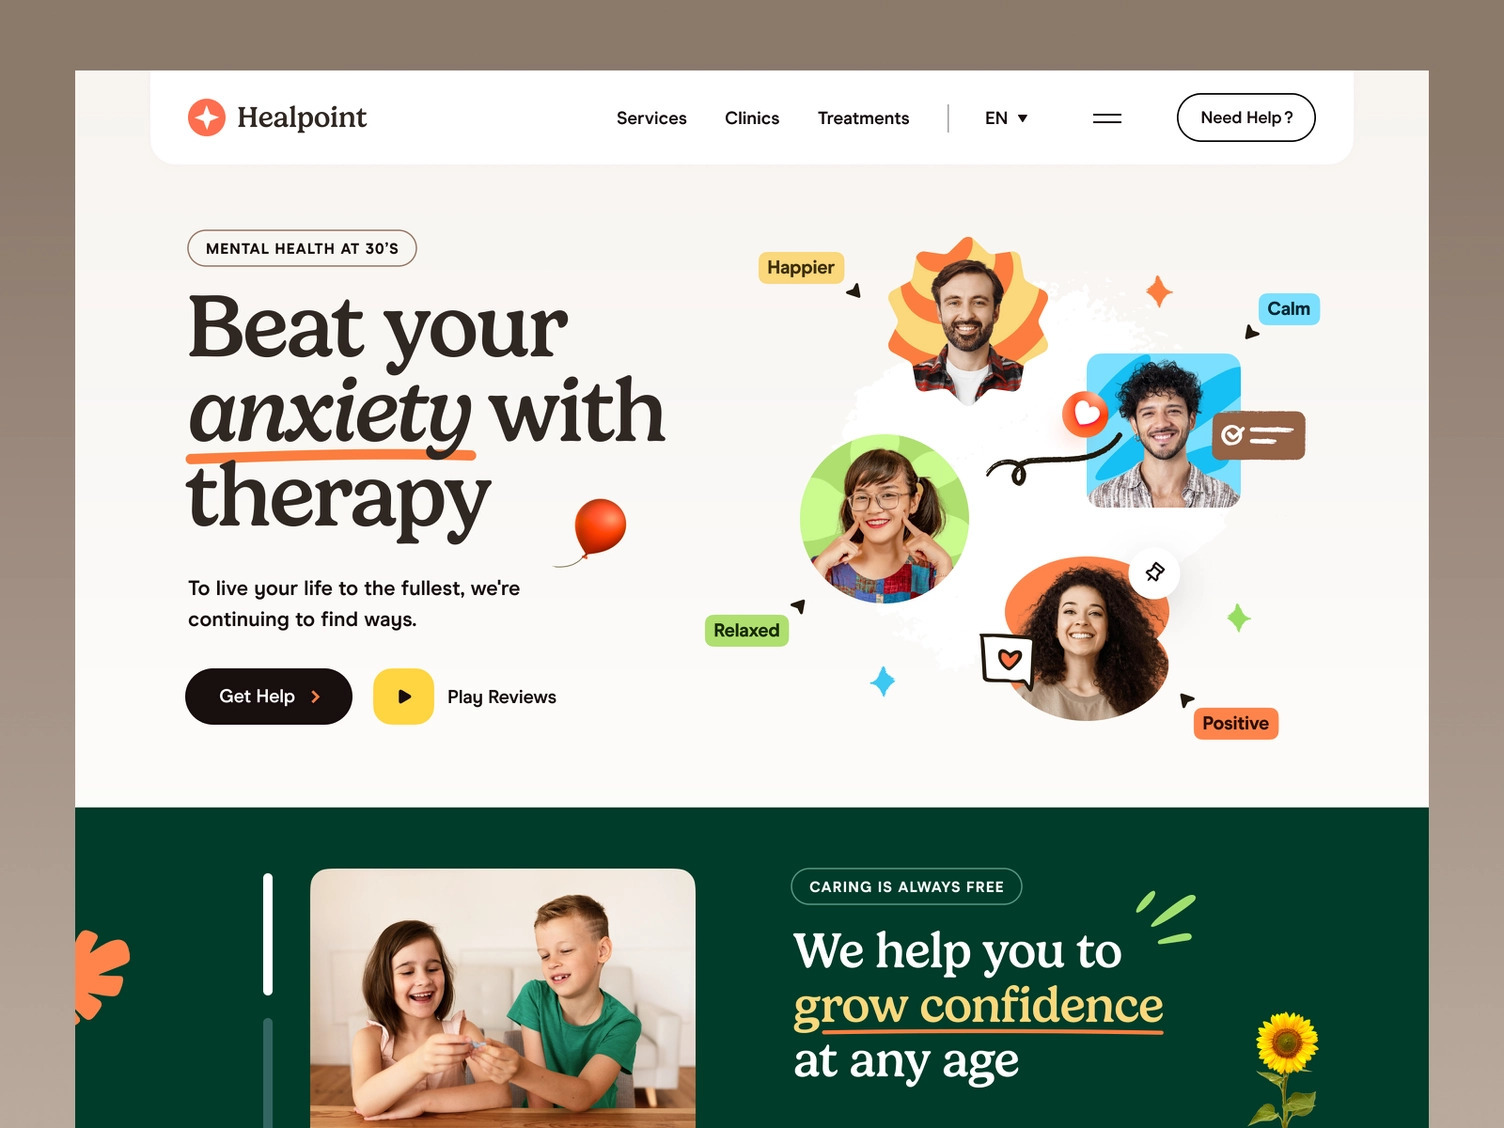 Healpoint
Services
Clinics
Treatments
EN
Need Help?
MENTAL HEALTH AT 30'S
Beat your
anxiety with
therapy
To live your life to the fullest, we're
continuing to find ways.
Get Help
Play Reviews
Happier
Calm
Relaxed
Positive
CARING IS ALWAYS FREE
We help you to
grow confidence
at any age